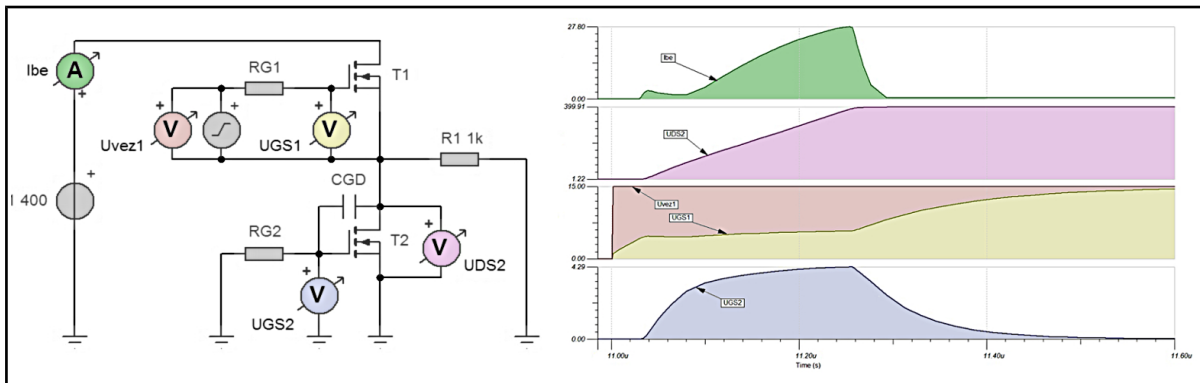 Ibe
A
+
I 400
+
RG1
T1
+
V
Uvez1
+
+
V
UGS1
R1 1k
CGD
RG2
T2
+
V
UGS2
+
V
UDS2
27.80
Ibe
0.00
399.91
UDS2
1.22
15.00
Uvez1
UGS1
0.00
4.29
UGS2
0.00
11.00u
11.20u
11.40u
11.60u
Time (s)